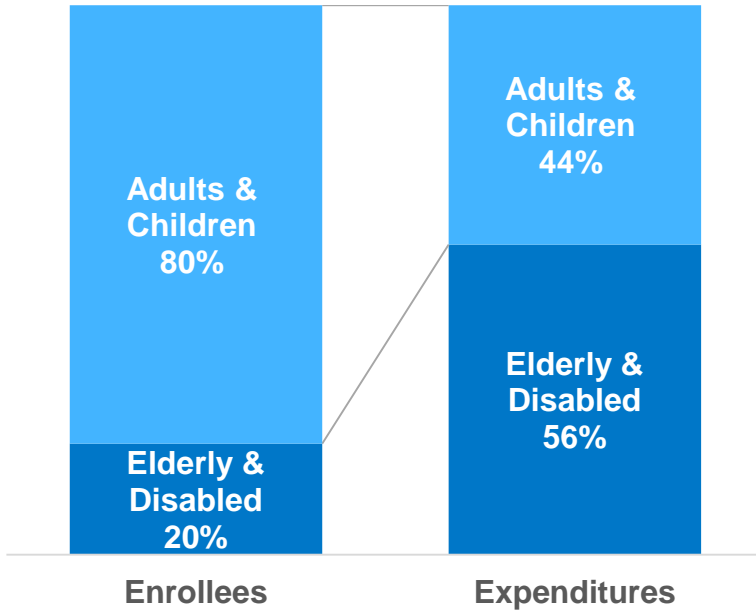 Adults &
Children
80%
Elderly &
Disabled
20%
Adults &
Children
44%
Elderly &
Disabled
56%
Enrollees
Expenditures